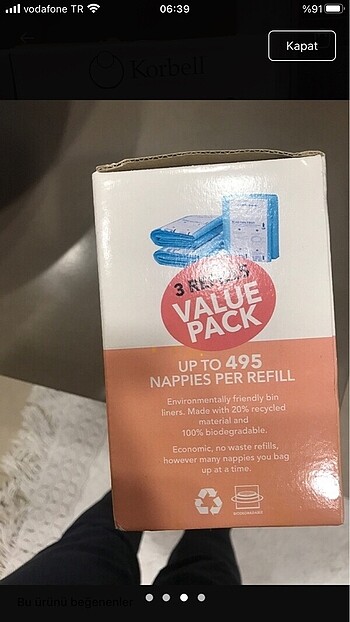 vodafone TR
06:39
%91
Kapat
Korbell
3 REFILLS
VALUE
PACK
UP TO 495
NAPPIES PER REFILL
Environmentally friendly bin
liners. Made with 20% recycled
material and
100% biodegradable.
Economic, no waste refills,
however many nappies you bag
up at a time.
BIODEGRADABLE
Bu ürünü beğenenler